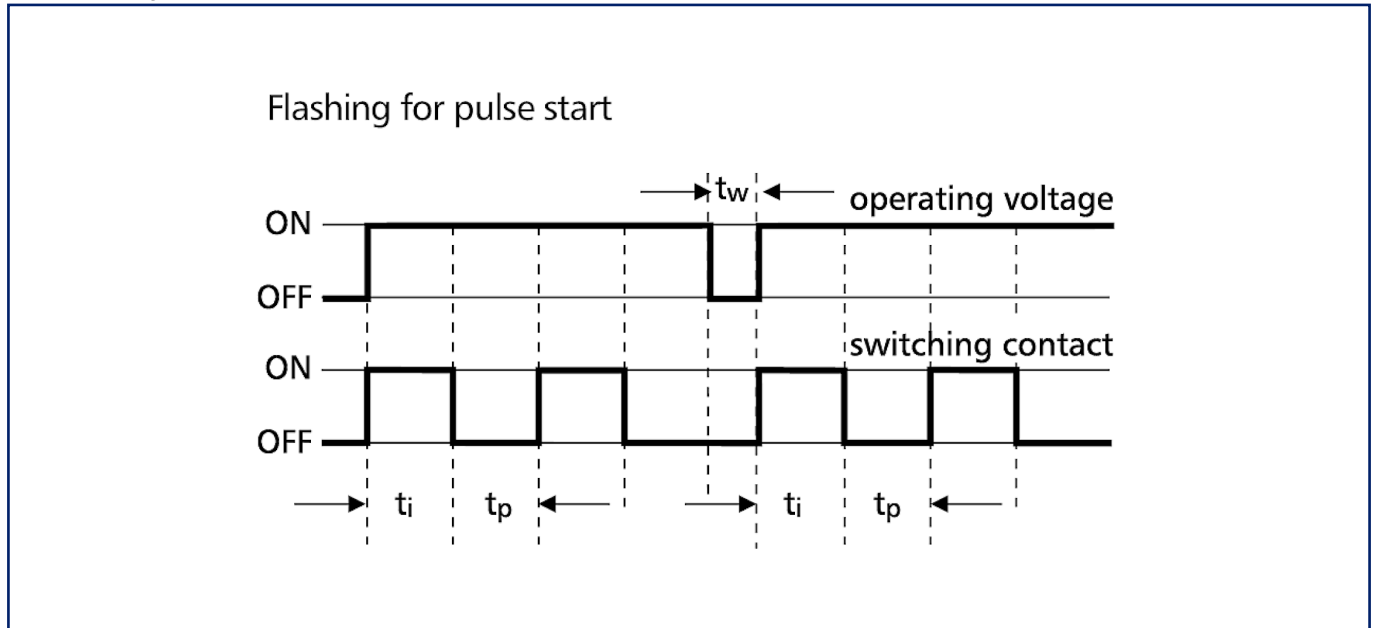 Flashing for pulse start
tw
operating voltage
ON
OFF
switching contact
ON
OFF
ti tp ti tp